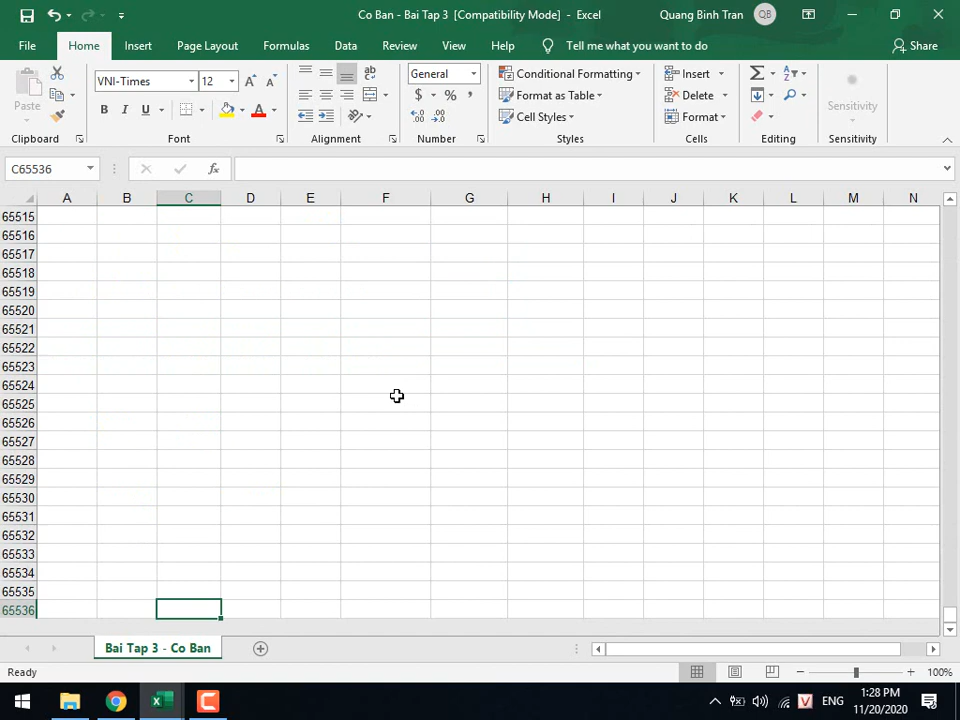 Co Ban - Bai Tap 3 [Compatibility Mode] - Excel
Quang Binh Tran
QB
File Home Insert Page Layout Formulas Data Review View Help Tell me what you want to do Share
Paste
VNI-Times 12
General
Conditional Formatting
Format as Table
Cell Styles
Insert
Delete
Format
Sensitivity
Clipboard Font Alignment Number Styles Cells Editing Sensitivity
C65536
A B C D E F G H I J K L M N
65515
65516
65517
65518
65519
65520
65521
65522
65523
65524
65525
65526
65527
65528
65529
65530
65531
65532
65533
65534
65535
65536
Bai Tap 3 - Co Ban
Ready
100%
ENG
1:28 PM
11/20/2020